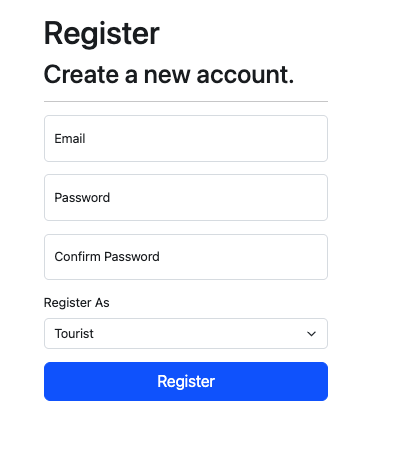 Register
Create a new account.
Email
Password
Confirm Password
Register As
Tourist
Register